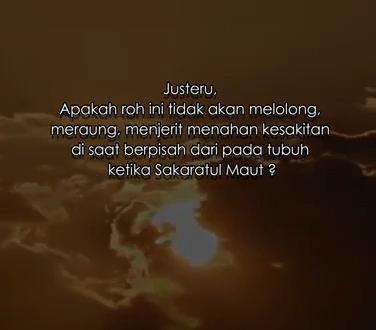 Justeru,
Apakah roh ini tidak akan melolong,
meraung, menjerit menahan kesakitan
di saat berpisah dari pada tubuh
ketika Sakaratul Maut ?